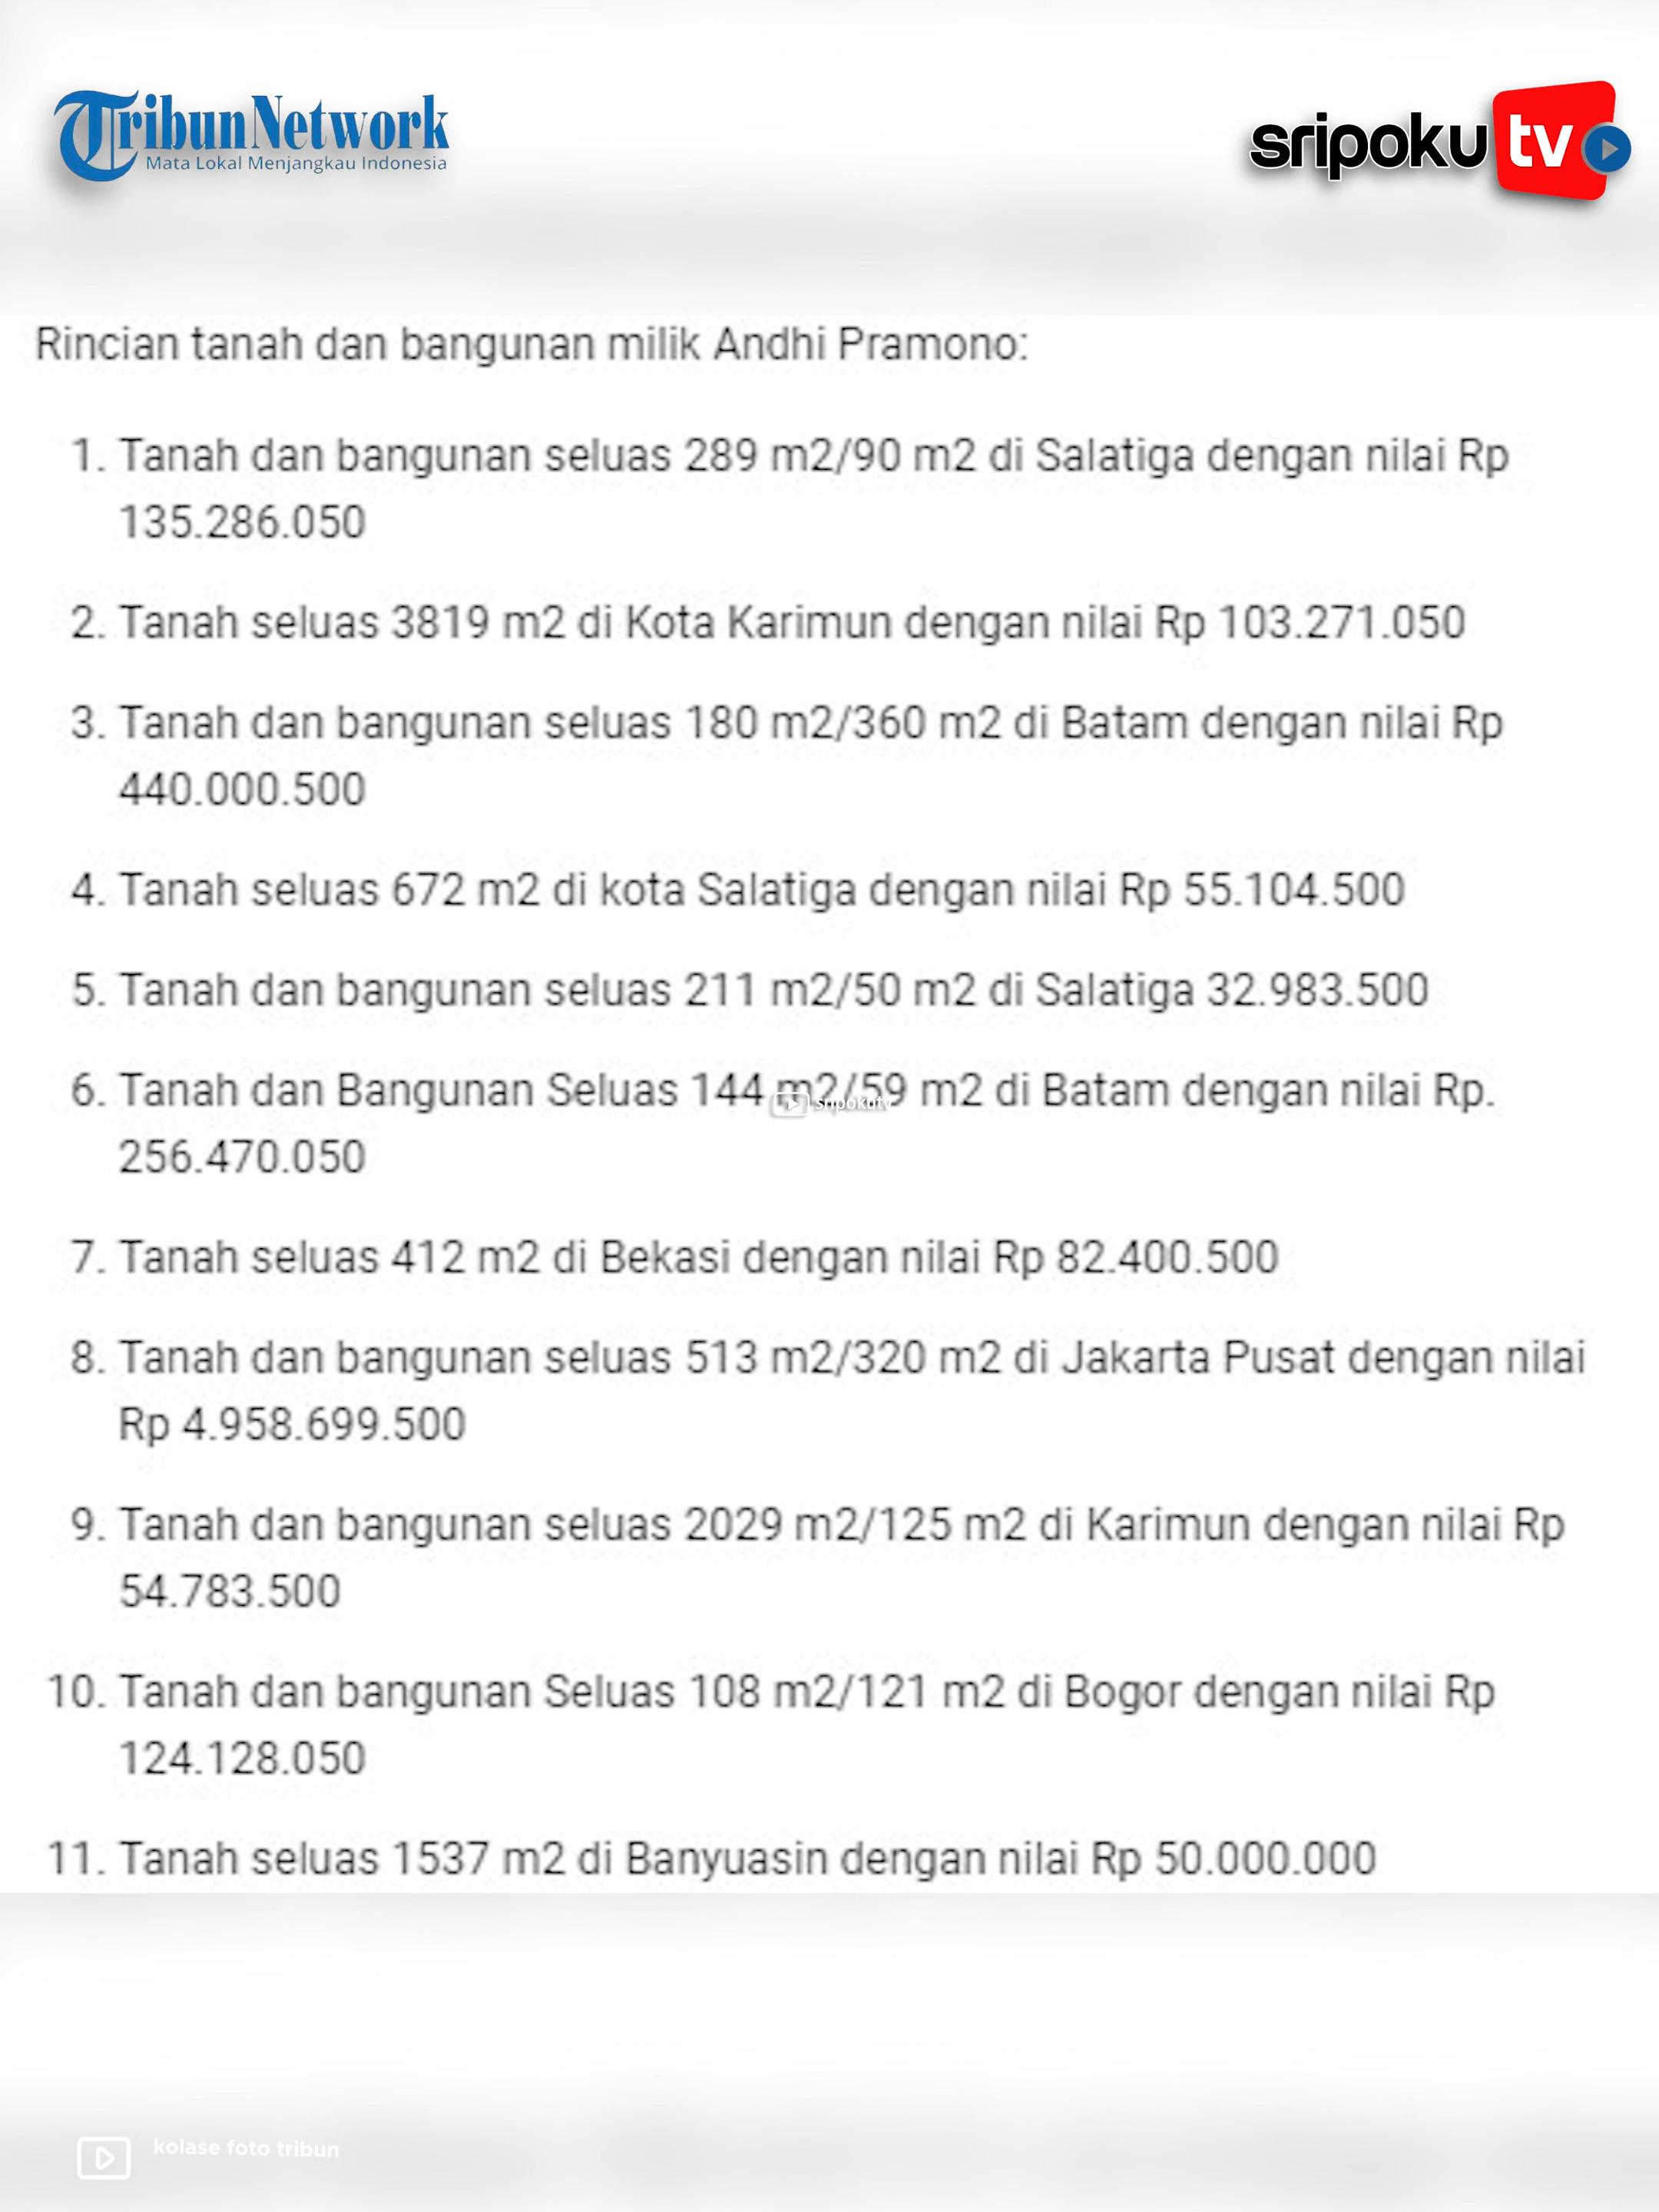 TribunNetwork
Mata Lokal Menjangkau Indonesia
sripoku tv
Rincian tanah dan bangunan milik Andhi Pramono:
1. Tanah dan bangunan seluas 289 m2/90 m2 di Salatiga dengan nilai Rp
135.286.050
2. Tanah seluas 3819 m2 di Kota Karimun dengan nilai Rp 103.271.050
3. Tanah dan bangunan seluas 180 m2/360 m2 di Batam dengan nilai Rp
440.000.500
4. Tanah seluas 672 m2 di kota Salatiga dengan nilai Rp 55.104.500
5. Tanah dan bangunan seluas 211 m2/50 m2 di Salatiga 32.983.500
6. Tanah dan Bangunan Seluas 144 m2/59 m2 di Batam dengan nilai Rp.
sripokutv
256.470.050
7. Tanah seluas 412 m2 di Bekasi dengan nilai Rp 82.400.500
8. Tanah dan bangunan seluas 513 m2/320 m2 di Jakarta Pusat dengan nilai
Rp 4.958.699.500
9. Tanah dan bangunan seluas 2029 m2/125 m2 di Karimun dengan nilai Rp
54.783.500
10. Tanah dan bangunan Seluas 108 m2/121 m2 di Bogor dengan nilai Rp
124.128.050
11. Tanah seluas 1537 m2 di Banyuasin dengan nilai Rp 50.000.000
kolase foto tribun